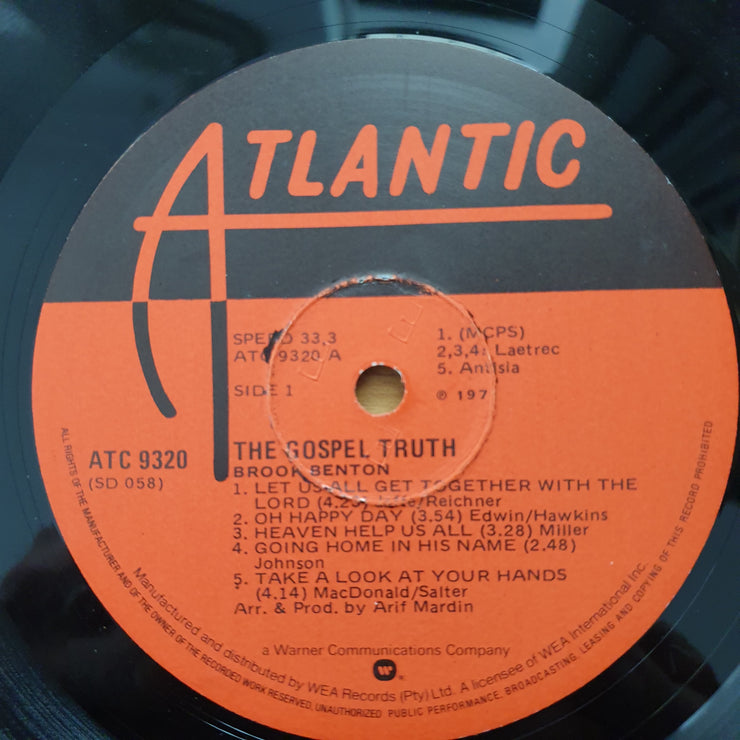 ATLANTIC
SPEED 33,3
ATC 9320 A
SIDE 1
1. (MCPS)
2,3,4. Laetrec
5. Antisia
℗ 197
ATC 9320
(SD 058)
THE GOSPEL TRUTH
BROOK BENTON
1. LET US ALL GET TOGETHER WITH THE
LORD (4.2 /Reichner
2. OH HAPPY DAY (3.54) Edwin/Hawkins
3. HEAVEN HELP US ALL (3.28) Miller
4. GOING HOME IN HIS NAME (2.48)
Johnson
5. TAKE A LOOK AT YOUR HANDS
(4.14) MacDonald/Salter
Arr. & Prod. by Arif Mardin
a Warner Communications Company
Manufactured and distributed by WEA Records (Pty) Ltd. A licensee of WEA International Inc.
ALL RIGHTS OF THE MANUFACTURER AND OF THE OWNER OF THE RECORDED WORK RESERVED, UNAUTHORIZED PUBLIC PERFORMANCE, BROADCASTING, LEASING AND COPYING OF THIS RECORD PROHIBITED